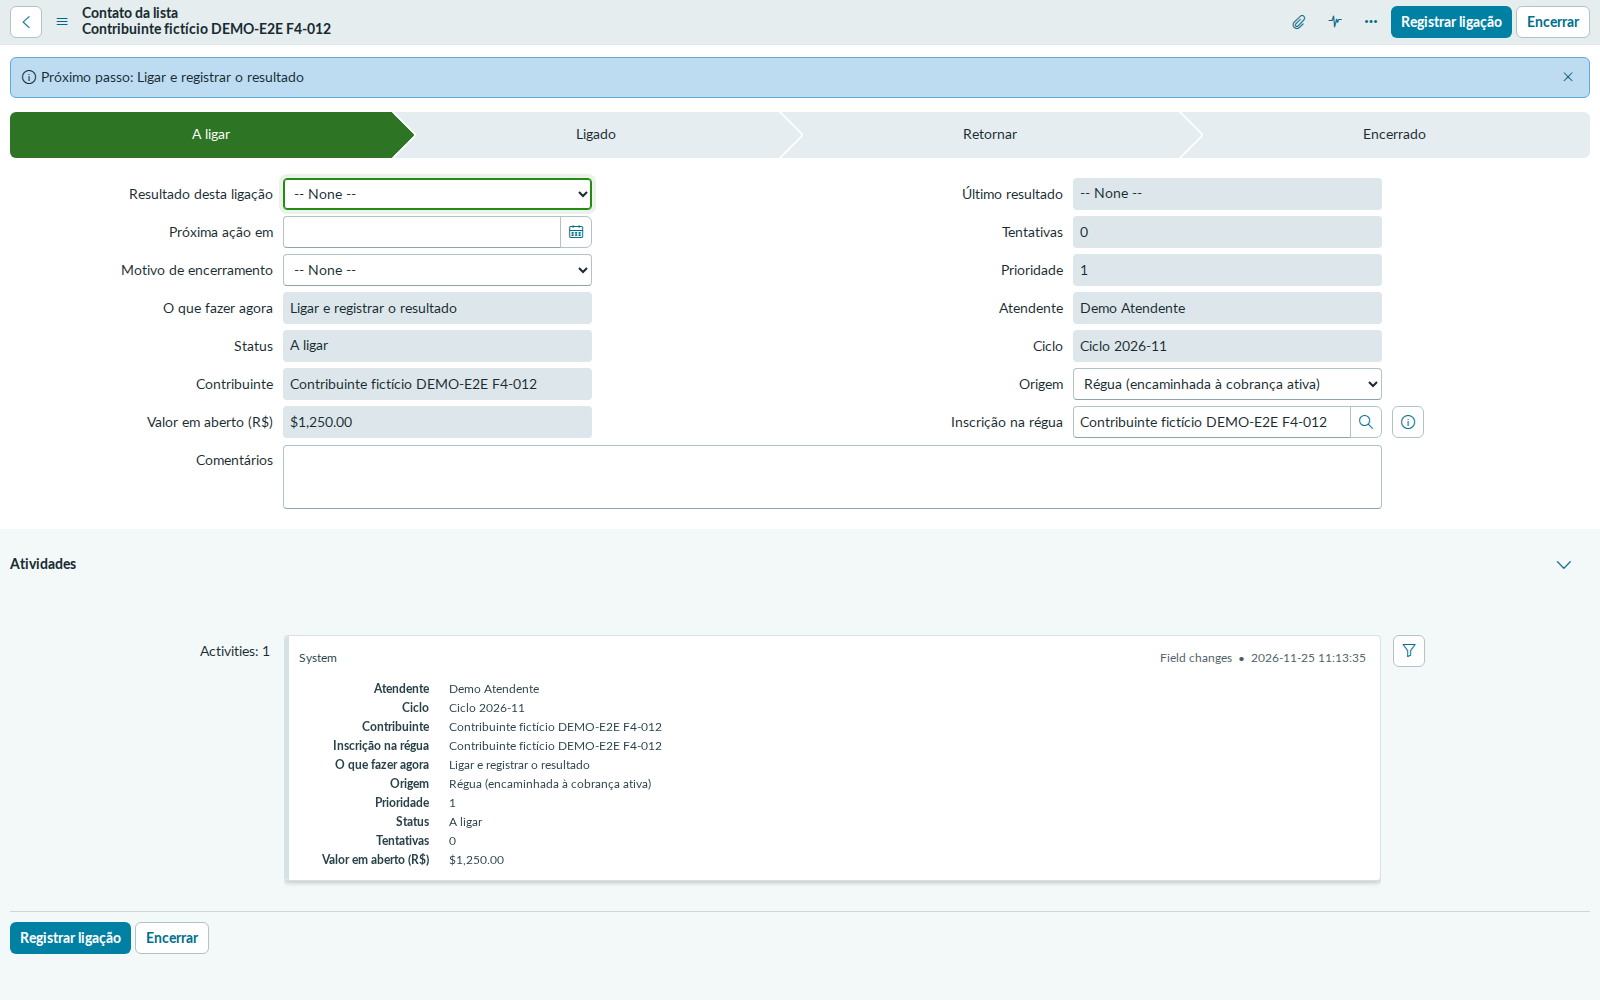 Contato da lista
Contribuinte fictício DEMO-E2E F4-012
Registrar ligação
Encerrar
Próximo passo: Ligar e registrar o resultado
A ligar
Ligado
Retornar
Encerrado
Resultado desta ligação
-- None --
Próxima ação em
Motivo de encerramento
-- None --
O que fazer agora
Ligar e registrar o resultado
Status
A ligar
Contribuinte
Contribuinte fictício DEMO-E2E F4-012
Valor em aberto (R$)
$1,250.00
Último resultado
-- None --
Tentativas
0
Prioridade
1
Atendente
Demo Atendente
Ciclo
Ciclo 2026-11
Origem
Régua (encaminhada à cobrança ativa)
Inscrição na régua
Contribuinte fictício DEMO-E2E F4-012
Comentários
Atividades
Activities: 1
System
Field changes • 2026-11-25 11:13:35
Atendente Demo Atendente
Ciclo Ciclo 2026-11
Contribuinte Contribuinte fictício DEMO-E2E F4-012
Inscrição na régua Contribuinte fictício DEMO-E2E F4-012
O que fazer agora Ligar e registrar o resultado
Origem Régua (encaminhada à cobrança ativa)
Prioridade 1
Status A ligar
Tentativas 0
Valor em aberto (R$) $1,250.00
Registrar ligação
Encerrar